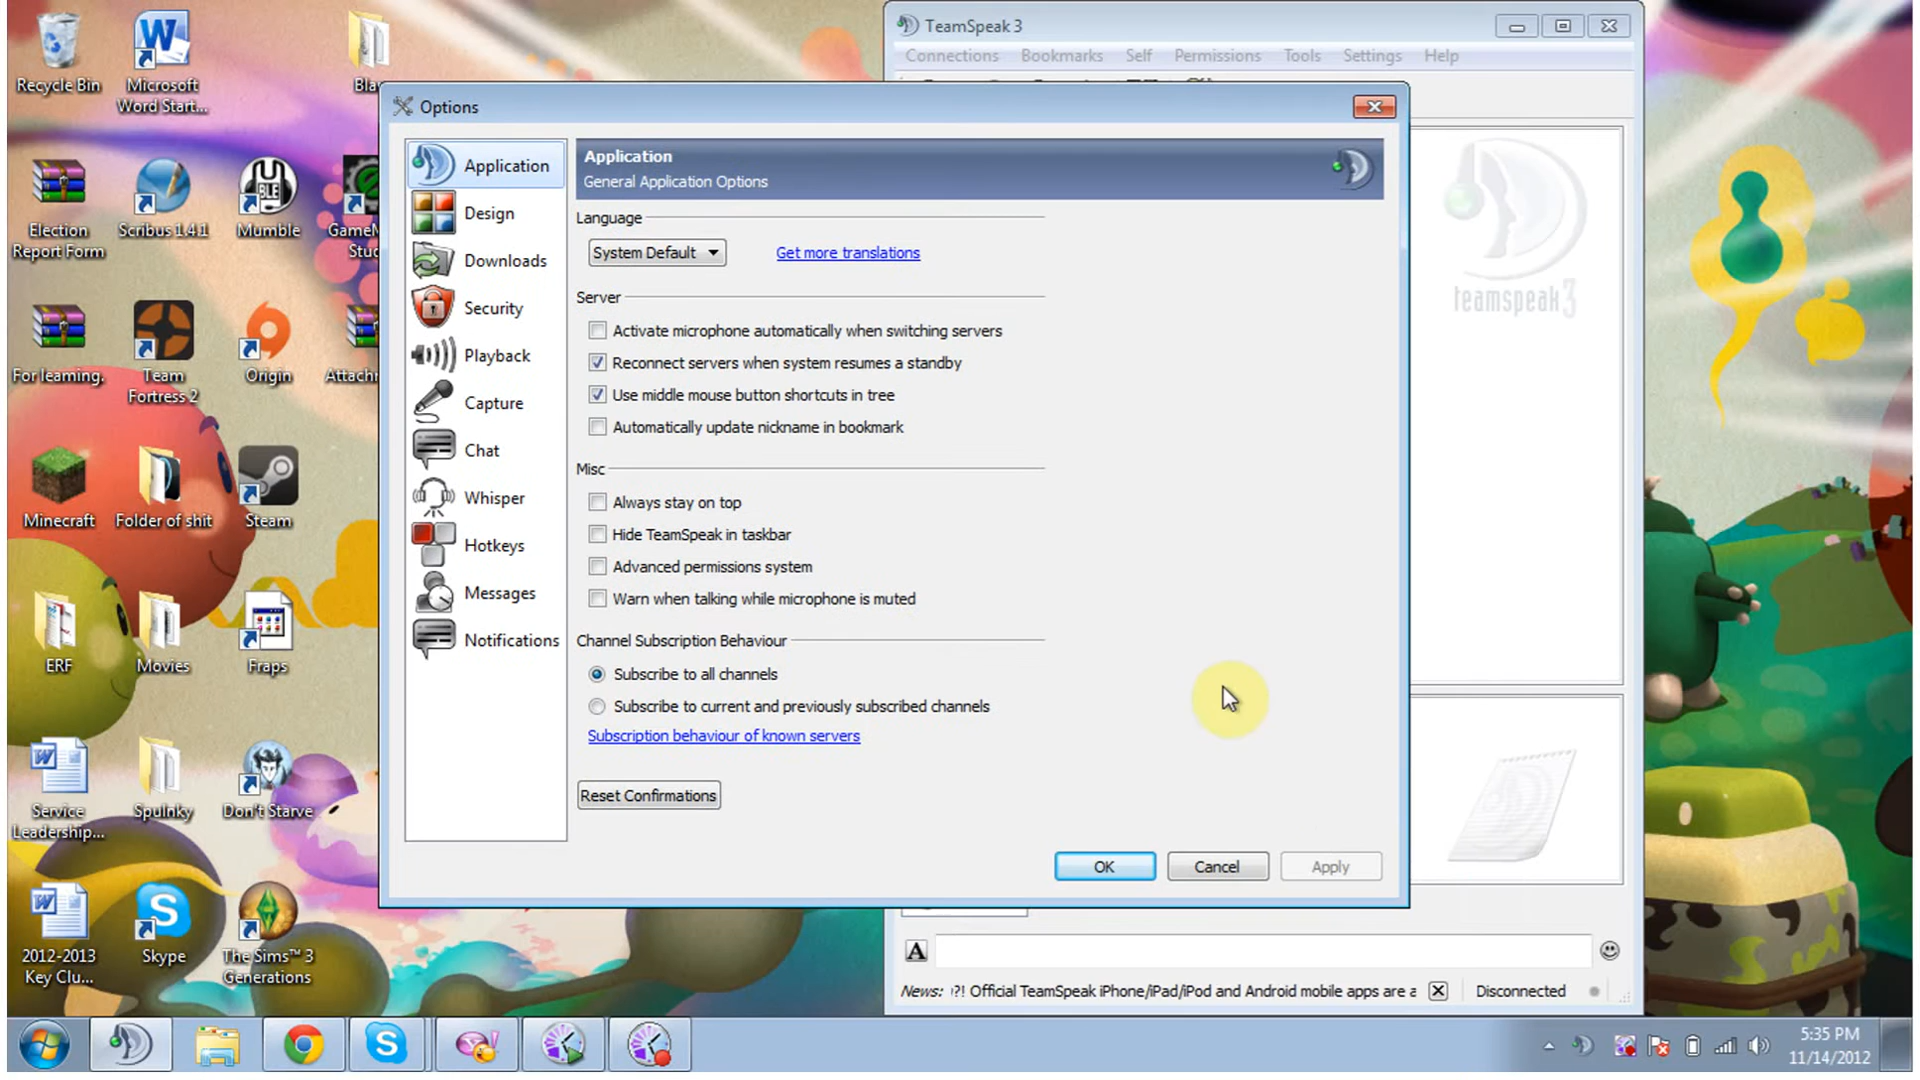 Recycle Bin
Microsoft
Word Start...
Election
Report Form
Scribus 1.4.1
Mumble
For learning.
Team
Fortress 2
Origin
Minecraft
Folder of shit
Steam
ERF
Movies
Fraps
Service
Leadership...
Spulnky
Don't Starve
2012-2013
Key Clu...
Skype
The Sims™ 3
Generations
TeamSpeak 3
Connections
Bookmarks
Self
Permissions
Tools
Settings
Help
Options
Application
Design
Downloads
Security
Playback
Capture
Chat
Whisper
Hotkeys
Messages
Notifications
Application
General Application Options
Language
System Default
Get more translations
Server
Activate microphone automatically when switching servers
Reconnect servers when system resumes a standby
Use middle mouse button shortcuts in tree
Automatically update nickname in bookmark
Misc
Always stay on top
Hide TeamSpeak in taskbar
Advanced permissions system
Warn when talking while microphone is muted
Channel Subscription Behaviour
Subscribe to all channels
Subscribe to current and previously subscribed channels
Subscription behaviour of known servers
Reset Confirmations
OK
Cancel
Apply
teamspeak 3
A
News: ?! Official TeamSpeak iPhone/iPad/iPod and Android mobile apps are a
Disconnected
5:35 PM
11/14/2012